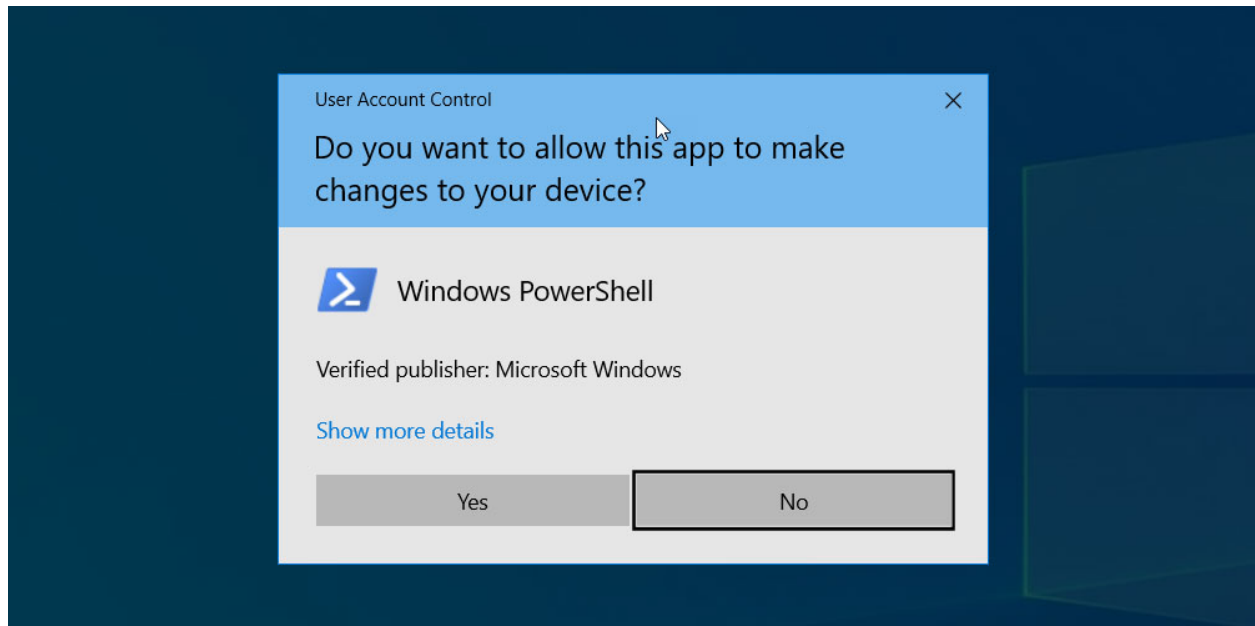 User Account Control
Do you want to allow this app to make
changes to your device?
Windows PowerShell
Verified publisher: Microsoft Windows
Show more details
Yes
No